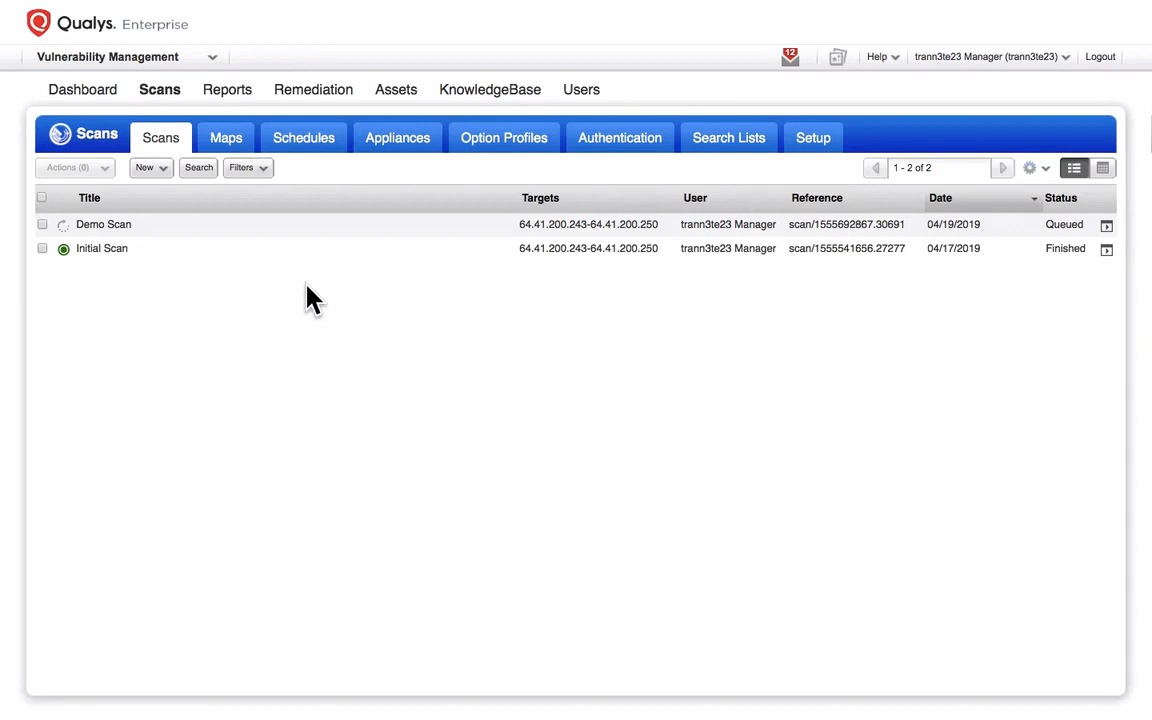 Qualys. Enterprise
Vulnerability Management
12
Help
trann3te23 Manager (trann3te23)
Logout
Dashboard Scans Reports Remediation Assets KnowledgeBase Users
Scans Scans Maps Schedules Appliances Option Profiles Authentication Search Lists Setup
Actions (0) New Search Filters 1 - 2 of 2
Title Targets User Reference Date Status
Demo Scan 64.41.200.243-64.41.200.250 trann3te23 Manager scan/1555692867.30691 04/19/2019 Queued
Initial Scan 64.41.200.243-64.41.200.250 trann3te23 Manager scan/1555541656.27277 04/17/2019 Finished